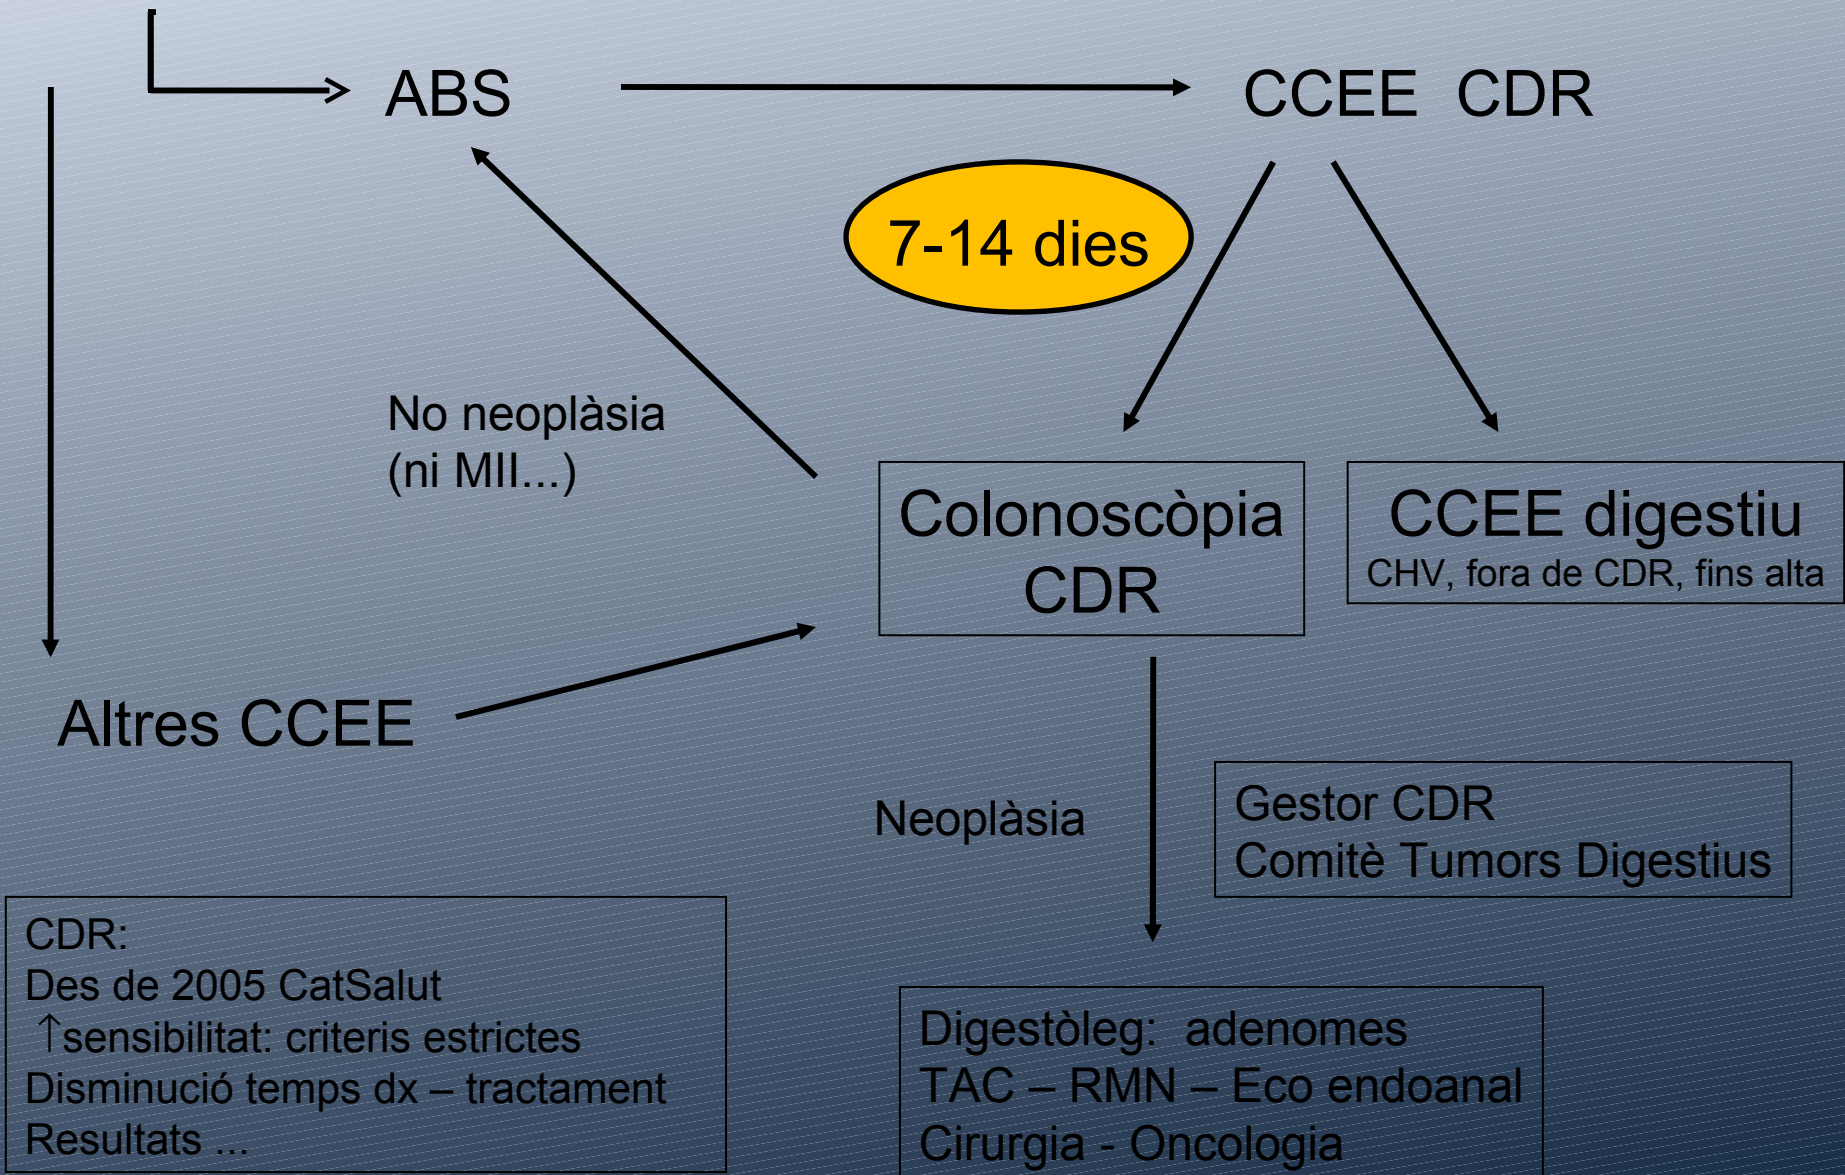 ABS
CCEE CDR
7-14 dies
No neoplàsia
(ni MII...)
Colonoscòpia
CDR
CCEE digestiu
CHV, fora de CDR, fins alta
Altres CCEE
Neoplàsia
Gestor CDR
Comitè Tumors Digestius
CDR:
Des de 2005 CatSalut
↑sensibilitat: criteris estrictes
Disminució temps dx – tractament
Resultats ...
Digestòleg: adenomes
TAC – RMN – Eco endoanal
Cirurgia - Oncologia